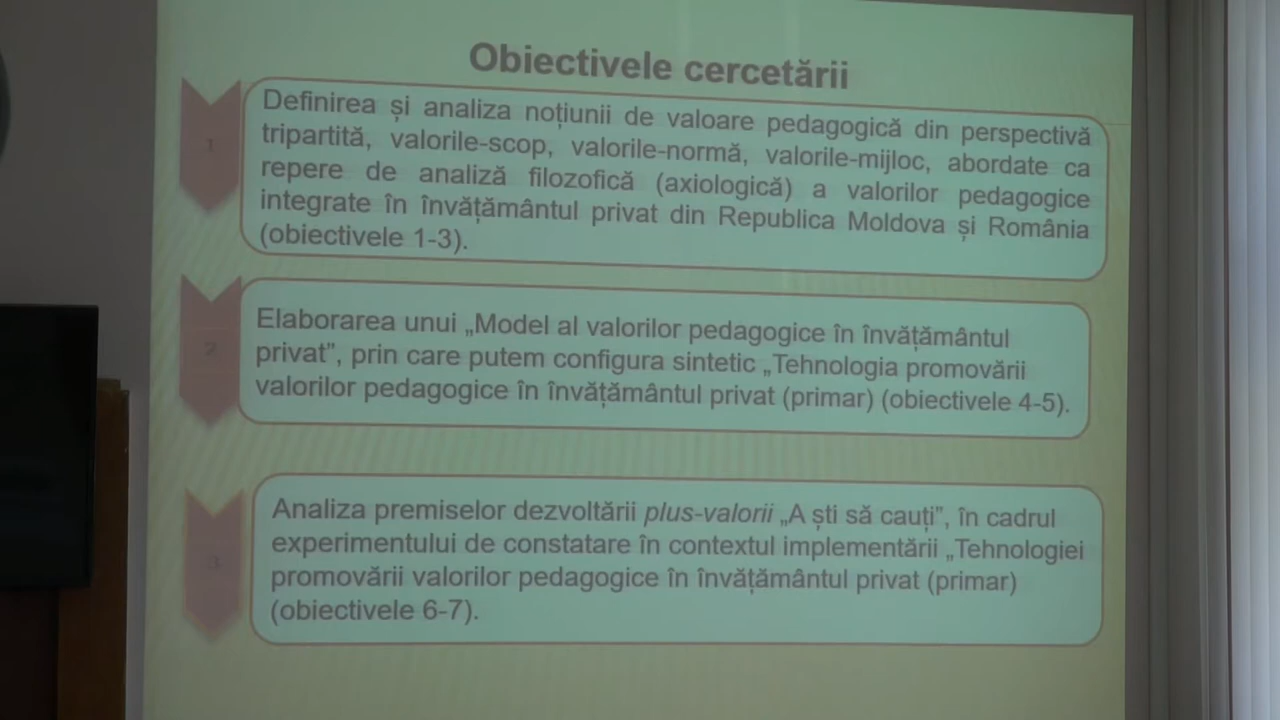 Obiectivele cercetării
1
Definirea și analiza noțiunii de valoare pedagogică din perspectivă
tripartită, valorile-scop, valorile-normă, valorile-mijloc, abordate ca
repere de analiză filozofică (axiologică) a valorilor pedagogice
integrate în învățământul privat din Republica Moldova și România
(obiectivele 1-3).
2
Elaborarea unui „Model al valorilor pedagogice în învățământul
privat”, prin care putem configura sintetic „Tehnologia promovării
valorilor pedagogice în învățământul privat (primar) (obiectivele 4-5).
3
Analiza premiselor dezvoltării plus-valorii „A ști să cauți”, în cadrul
experimentului de constatare în contextul implementării „Tehnologiei
promovării valorilor pedagogice în învățământul privat (primar)
(obiectivele 6-7).